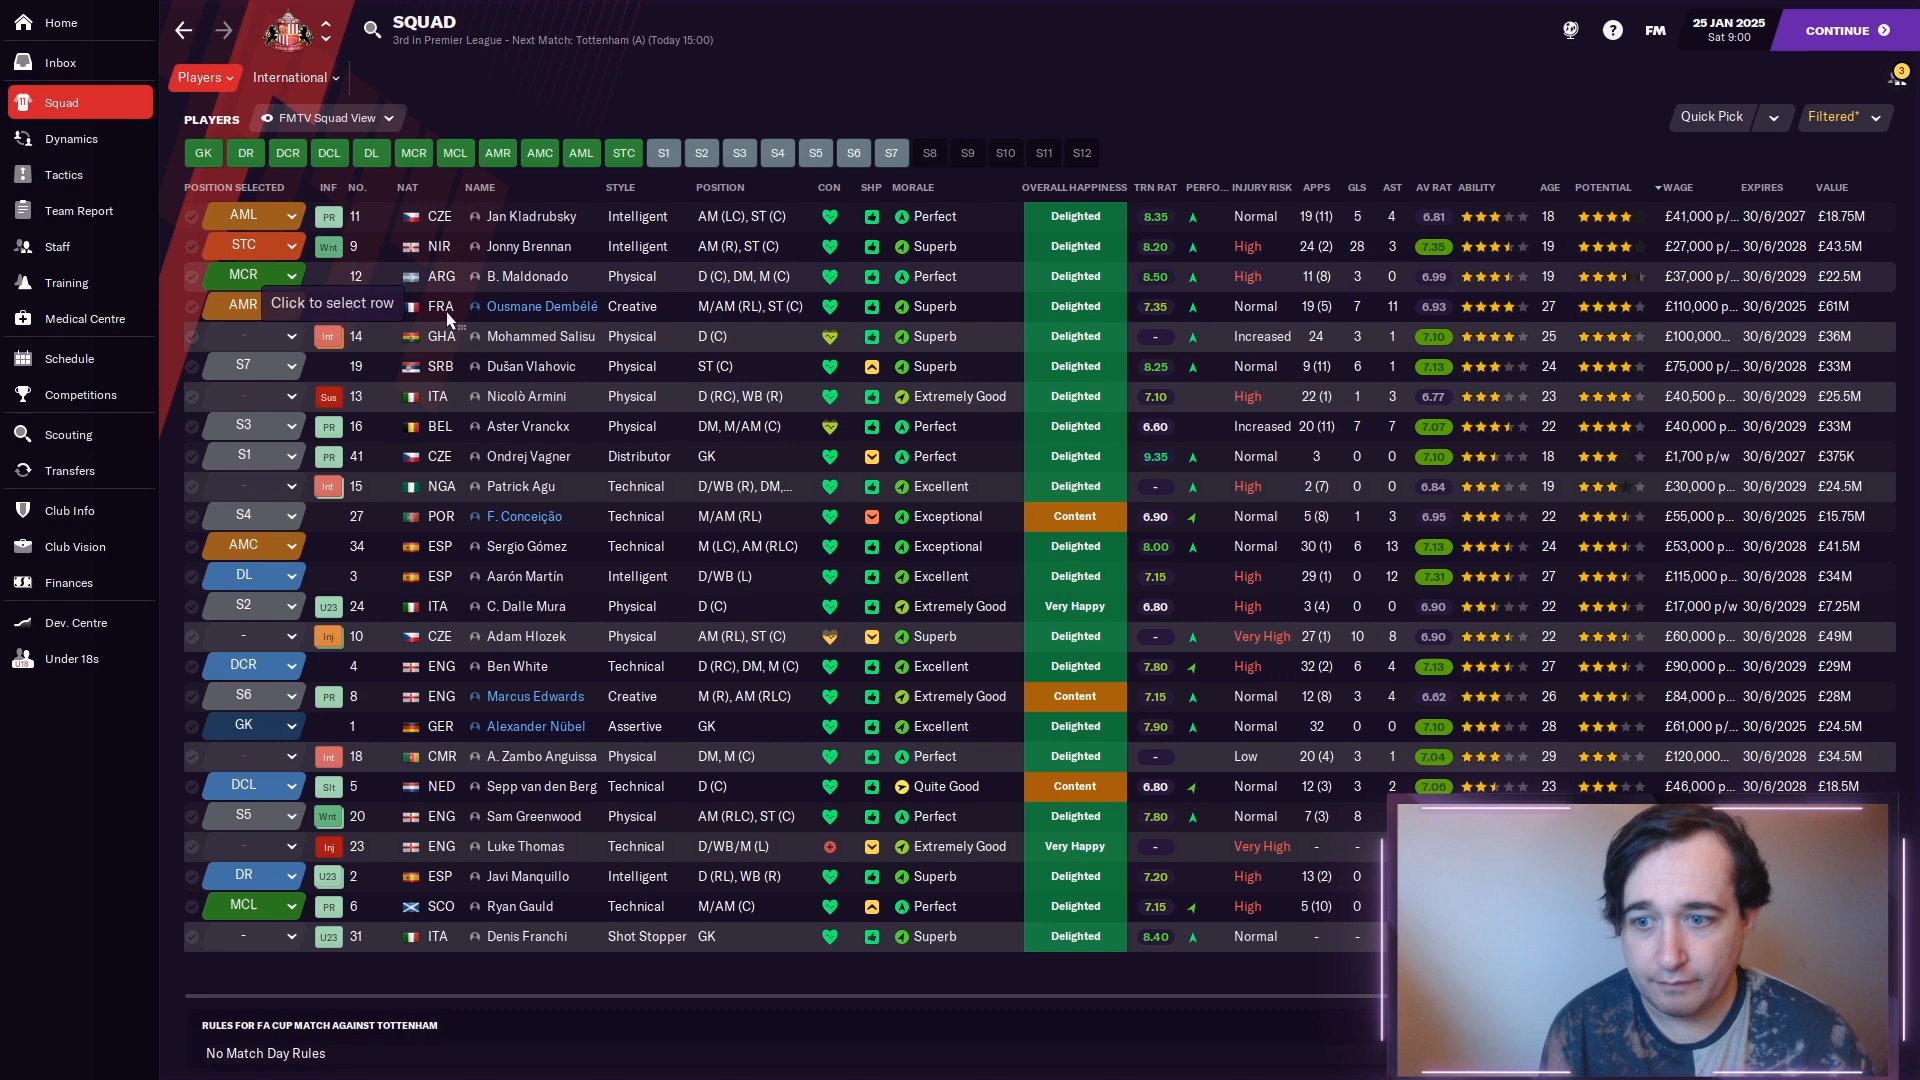 Home
SQUAD
3rd in Premier League - Next Match: Tottenham (A) (Today 15:00)
FM
25 JAN 2025
Sat 9:00
CONTINUE
Inbox
Players
International
3
Squad
PLAYERS
FMTV Squad View
Quick Pick
Filtered*
Dynamics
GK DR DCR DCL DL MCR MCL AMR AMC AML STC S1 S2 S3 S4 S5 S6 S7 S8 S9 S10 S11 S12
Tactics
Team Report
Staff
Training
Medical Centre
Schedule
Competitions
Scouting
Transfers
Club Info
Club Vision
Finances
Dev. Centre
U18
Under 18s
POSITION SELECTED INF NO. NAT NAME STYLE POSITION CON SHP MORALE OVERALL HAPPINESS TRN RAT PERFO... INJURY RISK APPS GLS AST AV RAT ABILITY AGE POTENTIAL WAGE EXPIRES VALUE
AML PR 11 CZE Jan Kladrubsky Intelligent AM (LC), ST (C) Perfect Delighted 8.35 Normal 19 (11) 5 4 6.81 18 £41,000 p/... 30/6/2027 £18.75M
STC Wnt 9 NIR Jonny Brennan Intelligent AM (R), ST (C) Superb Delighted 8.20 High 24 (2) 28 3 7.35 19 £27,000 p/... 30/6/2028 £43.5M
MCR 12 ARG B. Maldonado Physical D (C), DM, M (C) Perfect Delighted 8.50 High 11 (8) 3 0 6.99 19 £37,000 p/... 30/6/2029 £22.5M
AMR Click to select row FRA Ousmane Dembélé Creative M/AM (RL), ST (C) Superb Delighted 7.35 Normal 19 (5) 7 11 6.93 27 £110,000 p... 30/6/2025 £61M
- Int 14 GHA Mohammed Salisu Physical D (C) Superb Delighted - Increased 24 3 1 7.10 25 £100,000... 30/6/2029 £36M
S7 19 SRB Dušan Vlahovic Physical ST (C) Superb Delighted 8.25 Normal 9 (11) 6 1 7.13 24 £75,000 p/... 30/6/2028 £33M
- Sus 13 ITA Nicolò Armini Physical D (RC), WB (R) Extremely Good Delighted 7.10 High 22 (1) 1 3 6.77 23 £40,500 p/... 30/6/2029 £25.5M
S3 PR 16 BEL Aster Vranckx Physical DM, M/AM (C) Perfect Delighted 6.60 Increased 20 (11) 7 7 7.07 22 £40,000 p... 30/6/2029 £33M
S1 PR 41 CZE Ondrej Vagner Distributor GK Perfect Delighted 9.35 Normal 3 0 0 7.10 18 £1,700 p/w 30/6/2027 £375K
- Int 15 NGA Patrick Agu Technical D/WB (R), DM,... Excellent Delighted - High 2 (7) 0 0 6.84 19 £30,000 p... 30/6/2029 £24.5M
S4 27 POR F. Conceição Technical M/AM (RL) Exceptional Content 6.90 Normal 5 (8) 1 3 6.95 22 £55,000 p... 30/6/2025 £15.75M
AMC 34 ESP Sergio Gómez Technical M (LC), AM (RLC) Exceptional Delighted 8.00 Normal 30 (1) 6 13 7.13 24 £53,000 p... 30/6/2028 £41.5M
DL 3 ESP Aarón Martín Intelligent D/WB (L) Excellent Delighted 7.15 High 29 (1) 0 12 7.31 27 £115,000 p... 30/6/2028 £34M
S2 U23 24 ITA C. Dalle Mura Physical D (C) Extremely Good Very Happy 6.80 High 3 (4) 0 0 6.90 22 £17,000 p/w 30/6/2029 £7.25M
- Inj 10 CZE Adam Hlozek Physical AM (RL), ST (C) Superb Delighted - Very High 27 (1) 10 8 6.90 22 £60,000 p... 30/6/2028 £49M
DCR 4 ENG Ben White Technical D (RC), DM, M (C) Excellent Delighted 7.80 High 32 (2) 6 4 7.13 27 £90,000 p... 30/6/2029 £29M
S6 PR 8 ENG Marcus Edwards Creative M (R), AM (RLC) Extremely Good Content 7.15 Normal 12 (8) 3 4 6.62 26 £84,000 p... 30/6/2025 £28M
GK 1 GER Alexander Nübel Assertive GK Excellent Delighted 7.90 Normal 32 0 0 7.10 28 £61,000 p/... 30/6/2025 £24.5M
- Int 18 CMR A. Zambo Anguissa Physical DM, M (C) Perfect Delighted - Low 20 (4) 3 1 7.04 29 £120,000... 30/6/2028 £34.5M
DCL Slt 5 NED Sepp van den Berg Technical D (C) Quite Good Content 6.80 Normal 12 (3) 3 2 7.06 23 £46,000 p... 30/6/2028 £18.5M
S5 Wnt 20 ENG Sam Greenwood Physical AM (RLC), ST (C) Perfect Delighted 7.80 Normal 7 (3) 8
- Inj 23 ENG Luke Thomas Technical D/WB/M (L) Extremely Good Very Happy - Very High - -
DR U23 2 ESP Javi Manquillo Intelligent D (RL), WB (R) Superb Delighted 7.20 High 13 (2) 0
MCL PR 6 SCO Ryan Gauld Technical M/AM (C) Perfect Delighted 7.15 High 5 (10) 0
- U23 31 ITA Denis Franchi Shot Stopper GK Superb Delighted 8.40 Normal - -
RULES FOR FA CUP MATCH AGAINST TOTTENHAM
No Match Day Rules